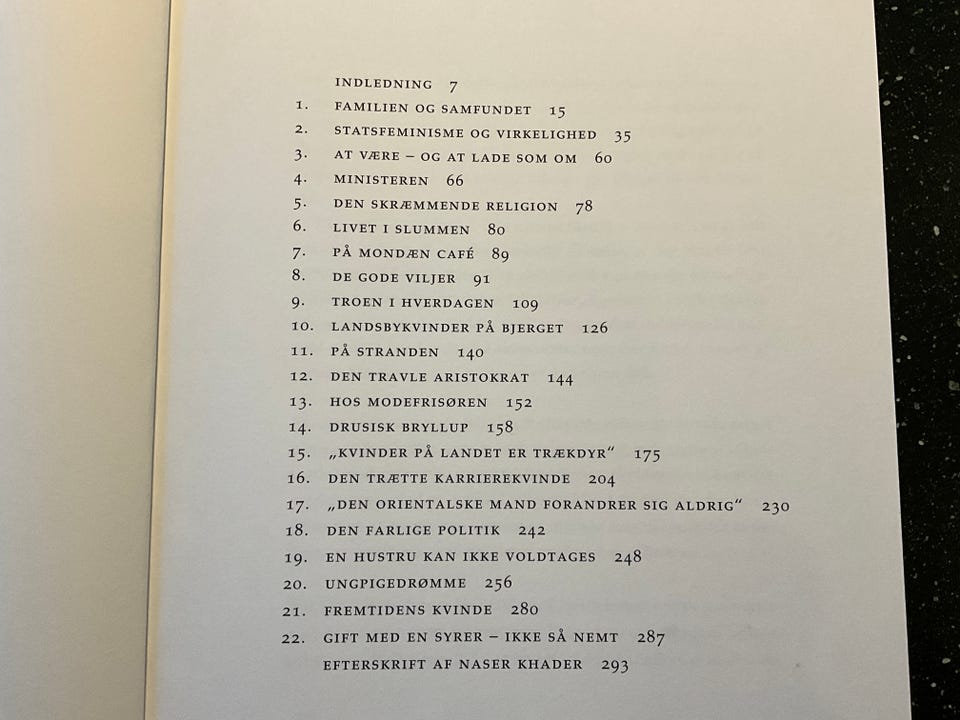 INDLEDNING 7
1. FAMILIEN OG SAMFUNDET 15
2. STATSFEMINISME OG VIRKELIGHED 35
3. AT VÆRE – OG AT LADE SOM OM 60
4. MINISTEREN 66
5. DEN SKRÆMMENDE RELIGION 78
6. LIVET I SLUMMEN 80
7. PÅ MONDÆN CAFÉ 89
8. DE GODE VILJER 91
9. TROEN I HVERDAGEN 109
10. LANDSBYKVINDER PÅ BJERGET 126
11. PÅ STRANDEN 140
12. DEN TRAVLE ARISTOKRAT 144
13. HOS MODEFRISØREN 152
14. DRUSISK BRYLLUP 158
15. „KVINDER PÅ LANDET ER TRÆKDYR“ 175
16. DEN TRÆTTE KARRIEREKVINDE 204
17. „DEN ORIENTALSKE MAND FORANDRER SIG ALDRIG“ 230
18. DEN FARLIGE POLITIK 242
19. EN HUSTRU KAN IKKE VOLDTAGES 248
20. UNGPIGEDRØMME 256
21. FREMTIDENS KVINDE 280
22. GIFT MED EN SYRER – IKKE SÅ NEMT 287
EFTERSKRIFT AF NASER KHADER 293